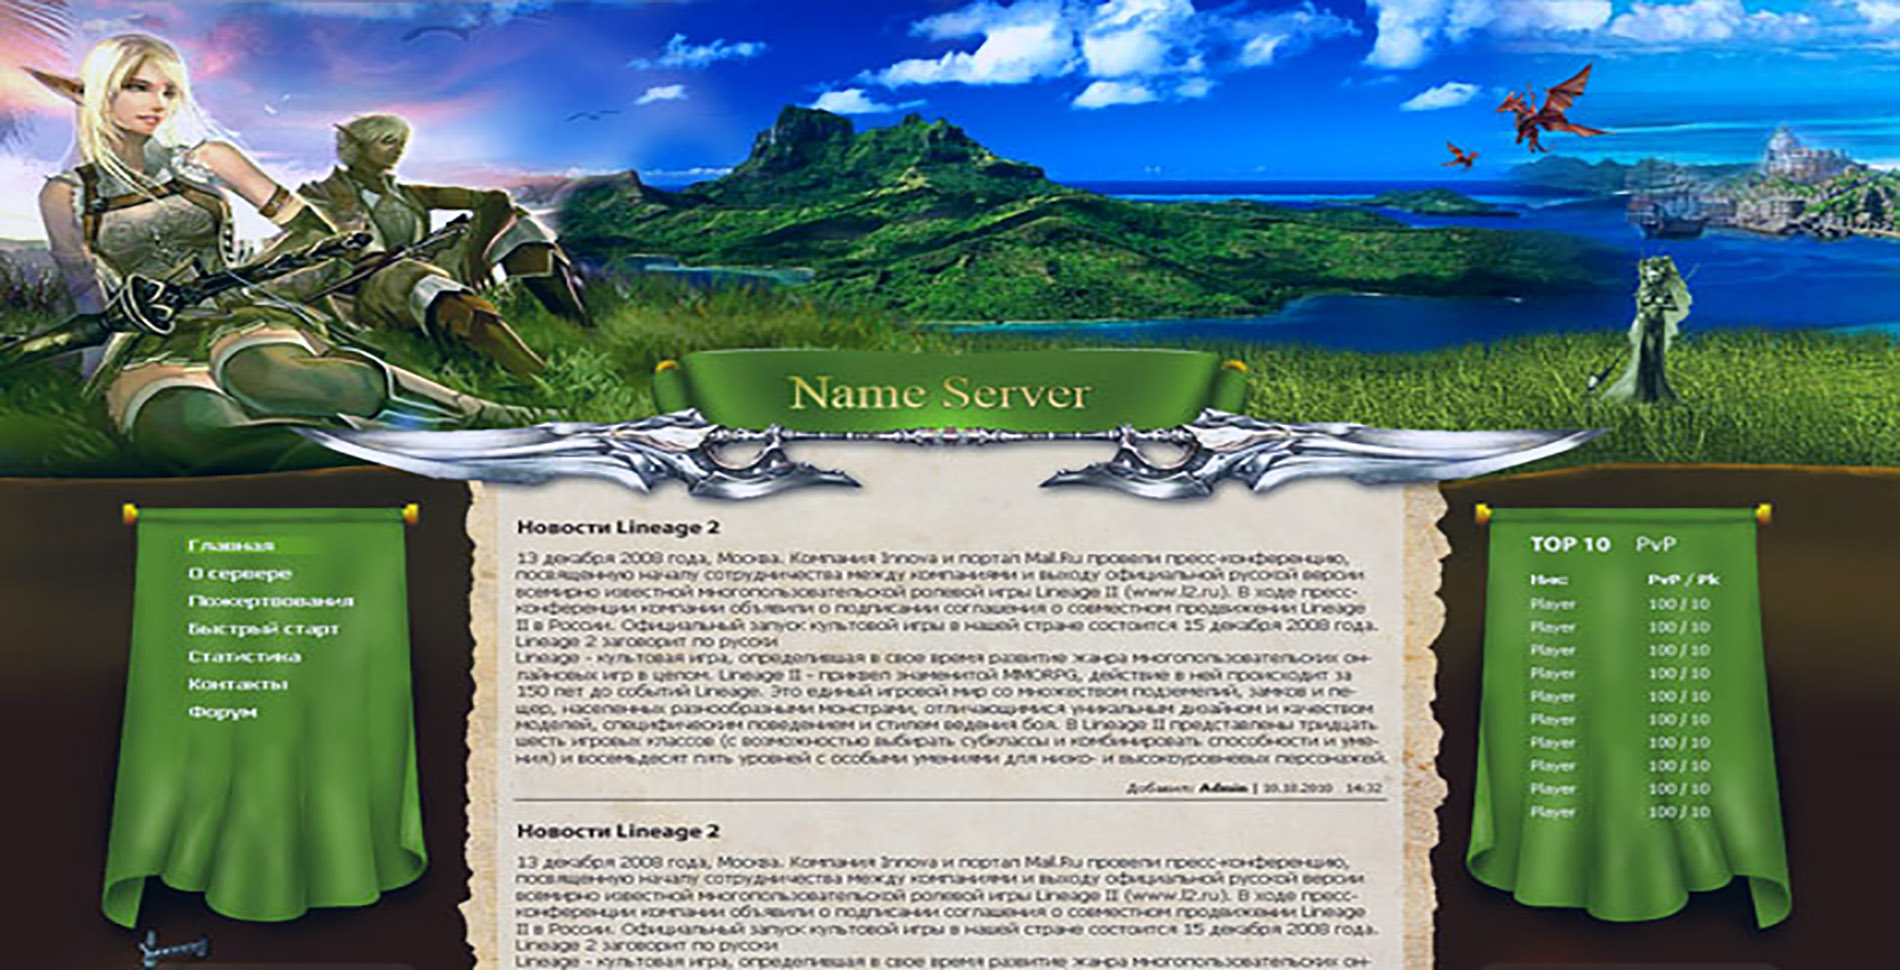 Name Server
Главная
О сервере
Пожертвования
Быстрый старт
Статистика
Контакты
Форум
Новости Lineage 2
13 декабря 2008 года, Москва. Компания Innova и портал Mail.Ru провели пресс-конференцию,
посвященную началу сотрудничества между компаниями и выходу официальной русской версии
всемирно известной многопользовательской ролевой игры Lineage II (www.l2.ru). В ходе пресс-
конференции компании объявили о подписании соглашения о совместном продвижении Lineage
II в России. Официальный запуск культовой игры в нашей стране состоится 15 декабря 2008 года.
Lineage 2 заговорит по русски
Lineage - культовая игра, определившая в свое время развитие жанра многопользовательских он-
лайновых игр в целом. Lineage II - приквел знаменитой MMORPG, действие в ней происходит за
150 лет до событий Lineage. Это единый игровой мир со множеством подземелий, замков и пе-
щер, населенных разнообразными монстрами, отличающимися уникальным дизайном и качеством
моделей, специфическим поведением и стилем ведения боя. В Lineage II представлены тридцать
шесть игровых классов (с возможностью выбирать субклассы и комбинировать способности и уме-
ния) и восемьдесят пять уровней с особыми умениями для низко- и высокоуровневых персонажей.
Добавил: Admin | 10.10.2010 14:32
Новости Lineage 2
13 декабря 2008 года, Москва. Компания Innova и портал Mail.Ru провели пресс-конференцию,
посвященную началу сотрудничества между компаниями и выходу официальной русской версии
всемирно известной многопользовательской ролевой игры Lineage II (www.l2.ru). В ходе пресс-
конференции компании объявили о подписании соглашения о совместном продвижении Lineage
II в России. Официальный запуск культовой игры в нашей стране состоится 15 декабря 2008 года.
Lineage 2 заговорит по русски
Lineage - культовая игра, определившая в свое время развитие жанра многопользовательских он-
TOP 10 PvP
Ник: PvP / Pk
Player 100 / 10
Player 100 / 10
Player 100 / 10
Player 100 / 10
Player 100 / 10
Player 100 / 10
Player 100 / 10
Player 100 / 10
Player 100 / 10
Player 100 / 10